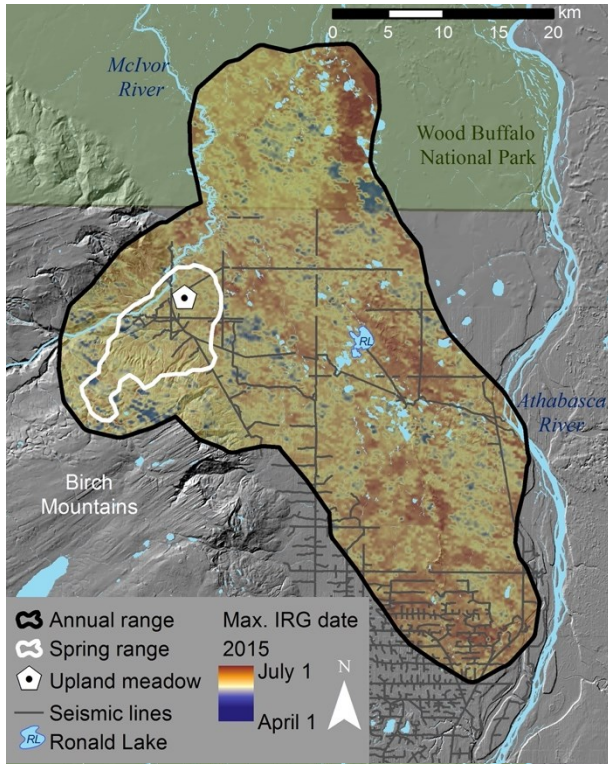 km
0 5 10 15 20
McIvor
River
Wood Buffalo
National Park
RL
Athabasca
River
Birch
Mountains
Annual range
Spring range
Upland meadow
Seismic lines
RL
Ronald Lake
Max. IRG date
2015
July 1
April 1
N